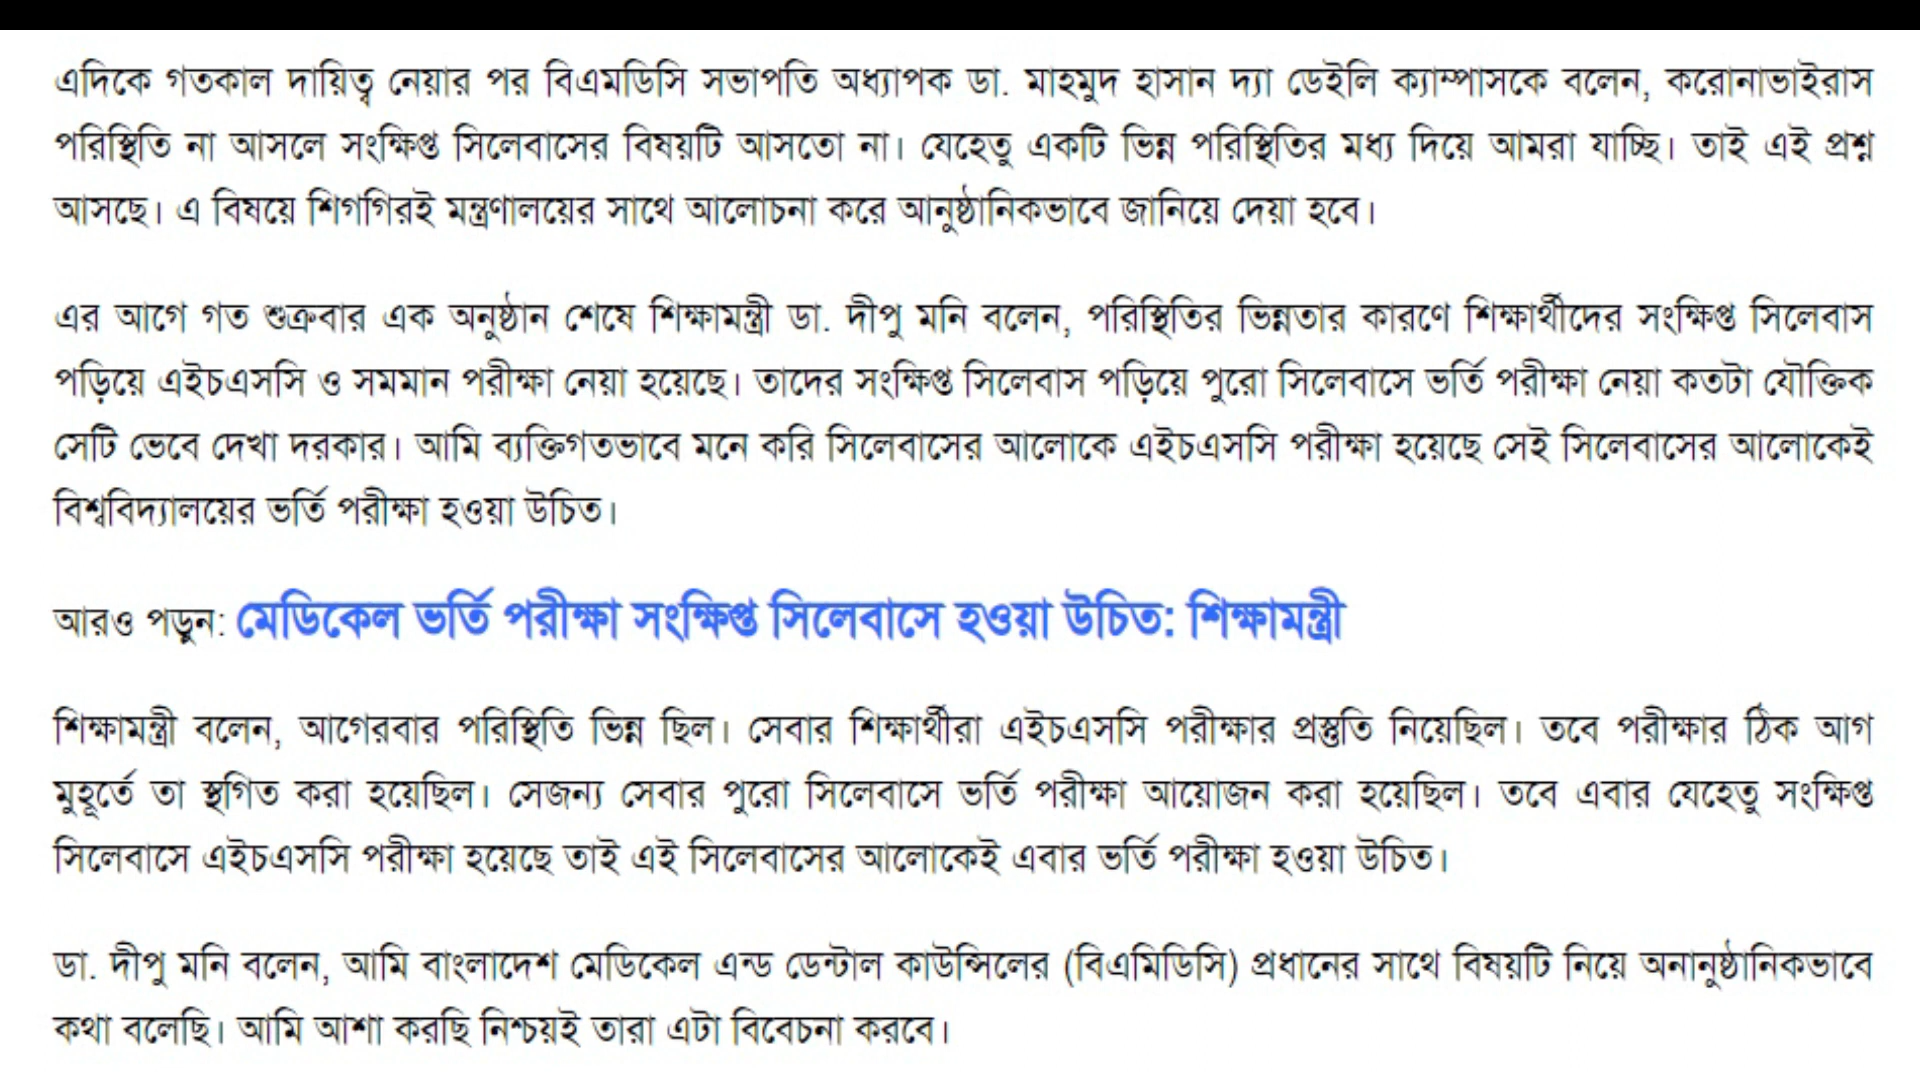 এদিকে গতকাল দায়িত্ব নেয়ার পর বিএমডিসি সভাপতি অধ্যাপক ডা. মাহমুদ হাসান দ্যা ডেইলি ক্যাম্পাসকে বলেন, করোনাভাইরাস
পরিস্থিতি না আসলে সংক্ষিপ্ত সিলেবাসের বিষয়টি আসতো না। যেহেতু একটি ভিন্ন পরিস্থিতির মধ্য দিয়ে আমরা যাচ্ছি। তাই এই প্রশ্ন
আসছে। এ বিষয়ে শিগগিরই মন্ত্রণালয়ের সাথে আলোচনা করে আনুষ্ঠানিকভাবে জানিয়ে দেয়া হবে।
এর আগে গত শুক্রবার এক অনুষ্ঠান শেষে শিক্ষামন্ত্রী ডা. দীপু মনি বলেন, পরিস্থিতির ভিন্নতার কারণে শিক্ষার্থীদের সংক্ষিপ্ত সিলেবাস
পড়িয়ে এইচএসসি ও সমমান পরীক্ষা নেয়া হয়েছে। তাদের সংক্ষিপ্ত সিলেবাস পড়িয়ে পুরো সিলেবাসে ভর্তি পরীক্ষা নেয়া কতটা যৌক্তিক
সেটি ভেবে দেখা দরকার। আমি ব্যক্তিগতভাবে মনে করি সিলেবাসের আলোকে এইচএসসি পরীক্ষা হয়েছে সেই সিলেবাসের আলোকেই
বিশ্ববিদ্যালয়ের ভর্তি পরীক্ষা হওয়া উচিত।
আরও পড়ুন: মেডিকেল ভর্তি পরীক্ষা সংক্ষিপ্ত সিলেবাসে হওয়া উচিত: শিক্ষামন্ত্রী
শিক্ষামন্ত্রী বলেন, আগেরবার পরিস্থিতি ভিন্ন ছিল। সেবার শিক্ষার্থীরা এইচএসসি পরীক্ষার প্রস্তুতি নিয়েছিল। তবে পরীক্ষার ঠিক আগ
মুহূর্তে তা স্থগিত করা হয়েছিল। সেজন্য সেবার পুরো সিলেবাসে ভর্তি পরীক্ষা আয়োজন করা হয়েছিল। তবে এবার যেহেতু সংক্ষিপ্ত
সিলেবাসে এইচএসসি পরীক্ষা হয়েছে তাই এই সিলেবাসের আলোকেই এবার ভর্তি পরীক্ষা হওয়া উচিত।
ডা. দীপু মনি বলেন, আমি বাংলাদেশ মেডিকেল এন্ড ডেন্টাল কাউন্সিলের (বিএমিডিসি) প্রধানের সাথে বিষয়টি নিয়ে অনানুষ্ঠানিকভাবে
কথা বলেছি। আমি আশা করছি নিশ্চয়ই তারা এটা বিবেচনা করবে।